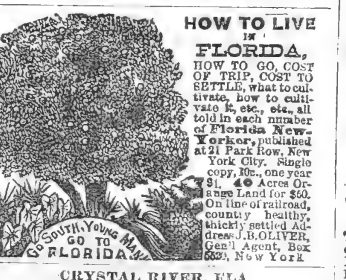 HOW TO LIVE
IN
FLORIDA,
HOW TO GO, COST
OF TRIP, COST TO
SETTLE, what to cul-
tivate, how to culti-
vate it, etc., etc., all
told in each number
of Florida New-
Yorker, published
at 21 Park Row, New
York City. Single
copy, 10c., one year
$1. 40 Acres Or-
ange Land for $50.
On line of railroad,
country healthy,
thickly settled Ad-
dress J.B. OLIVER,
Gen'l Agent, Box
5520, New York
GO SOUTH, YOUNG MAN
GO TO
FLORIDA
CRYSTAL RIVER, FLA